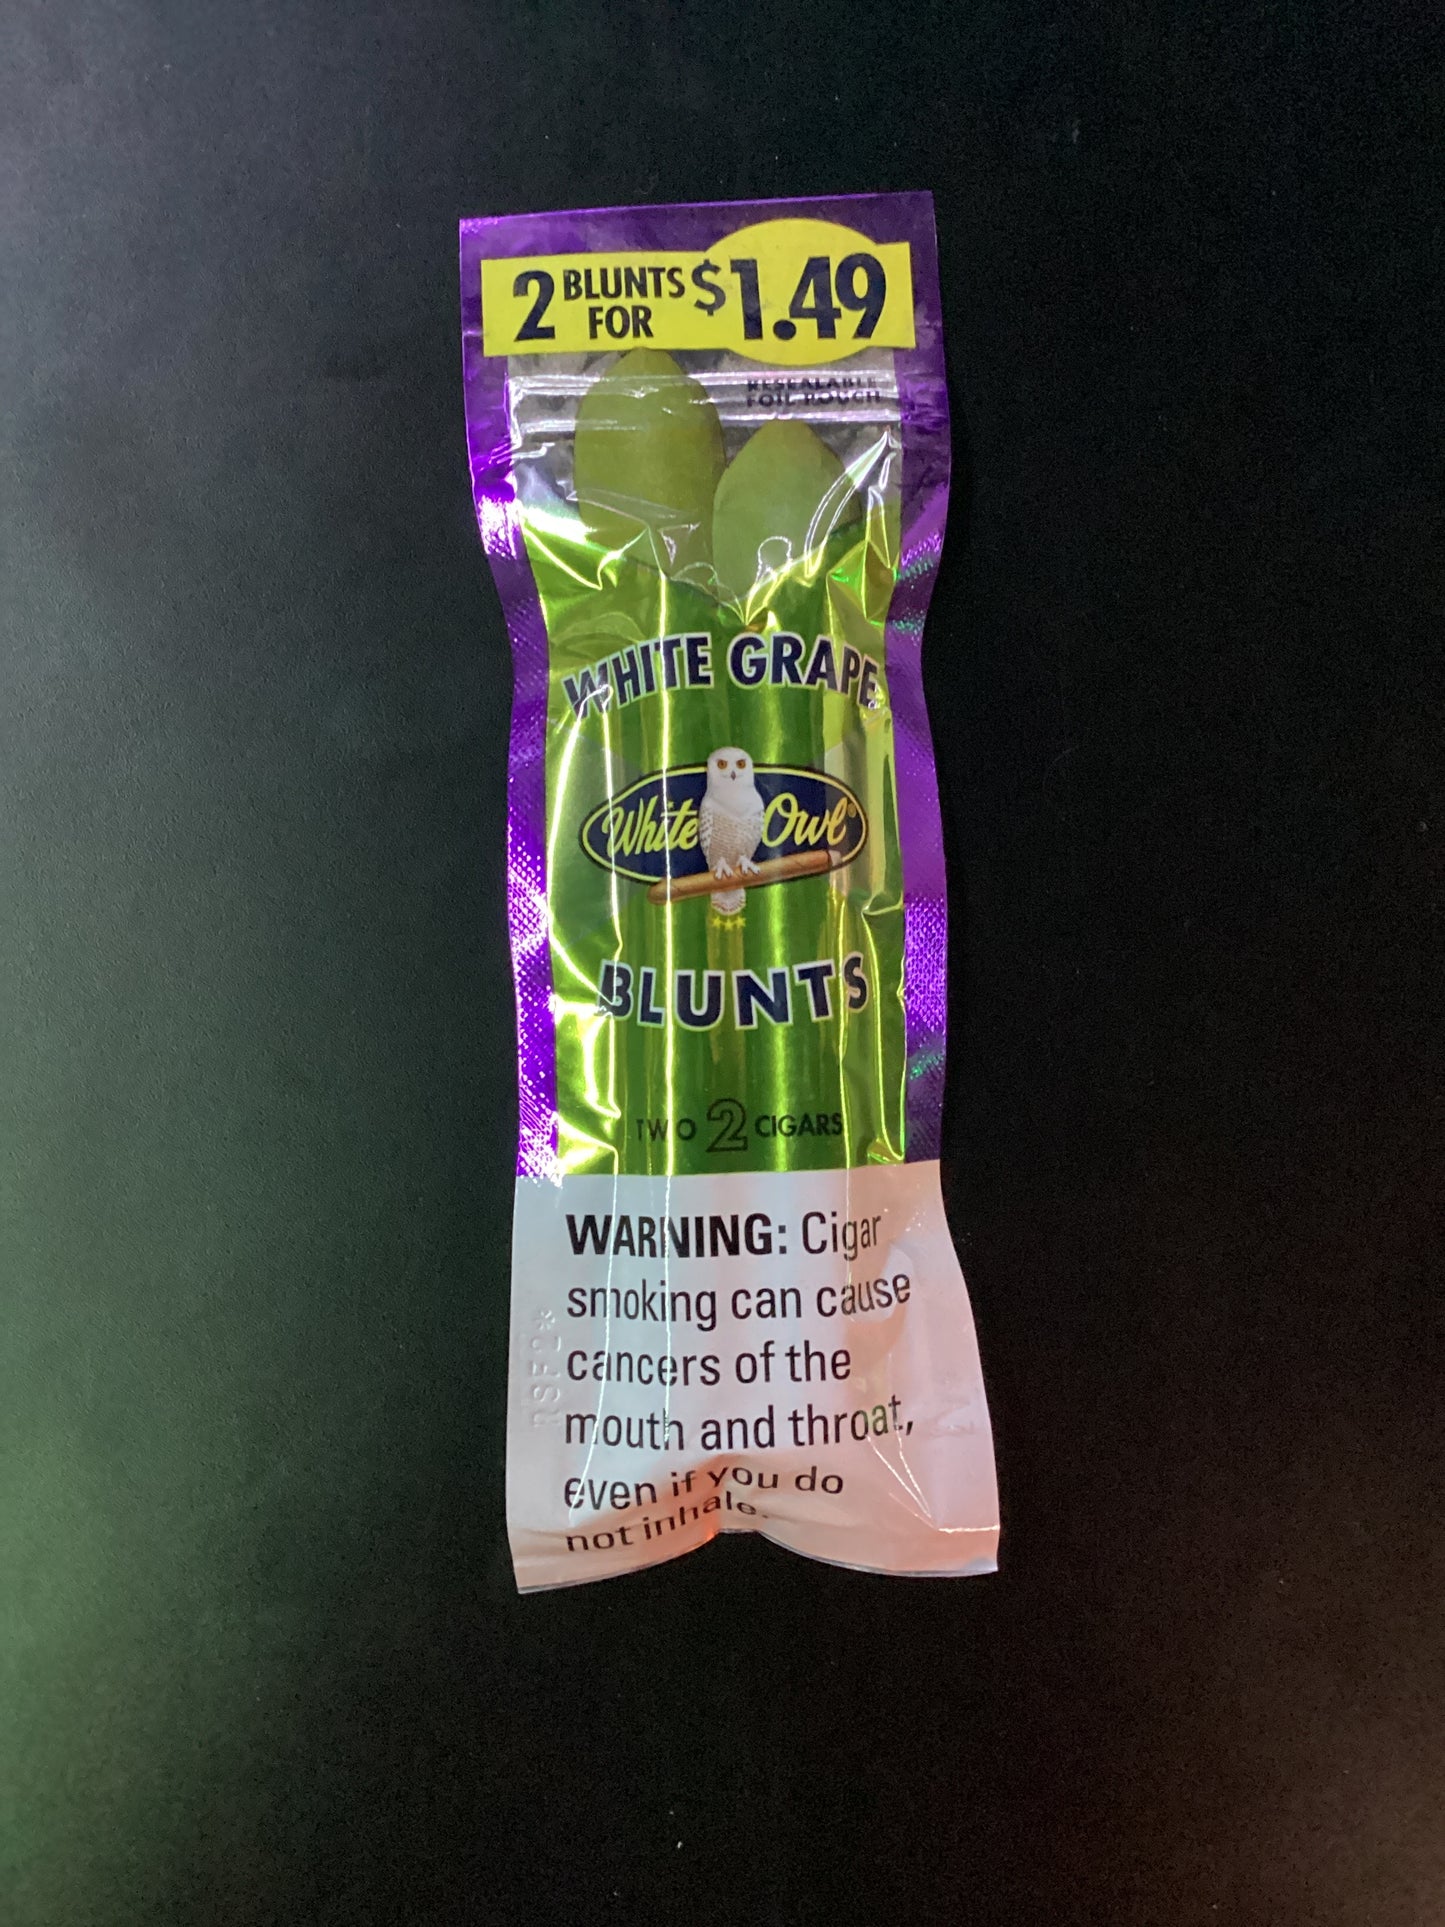 2 BLUNTS FOR $1.49
RESEALABLE
FOIL POUCH
WHITE GRAPE
White Owl®
BLUNTS
TWO 2 CIGARS
WARNING: Cigar
smoking can cause
cancers of the
mouth and throat,
even if you do
not inhale.